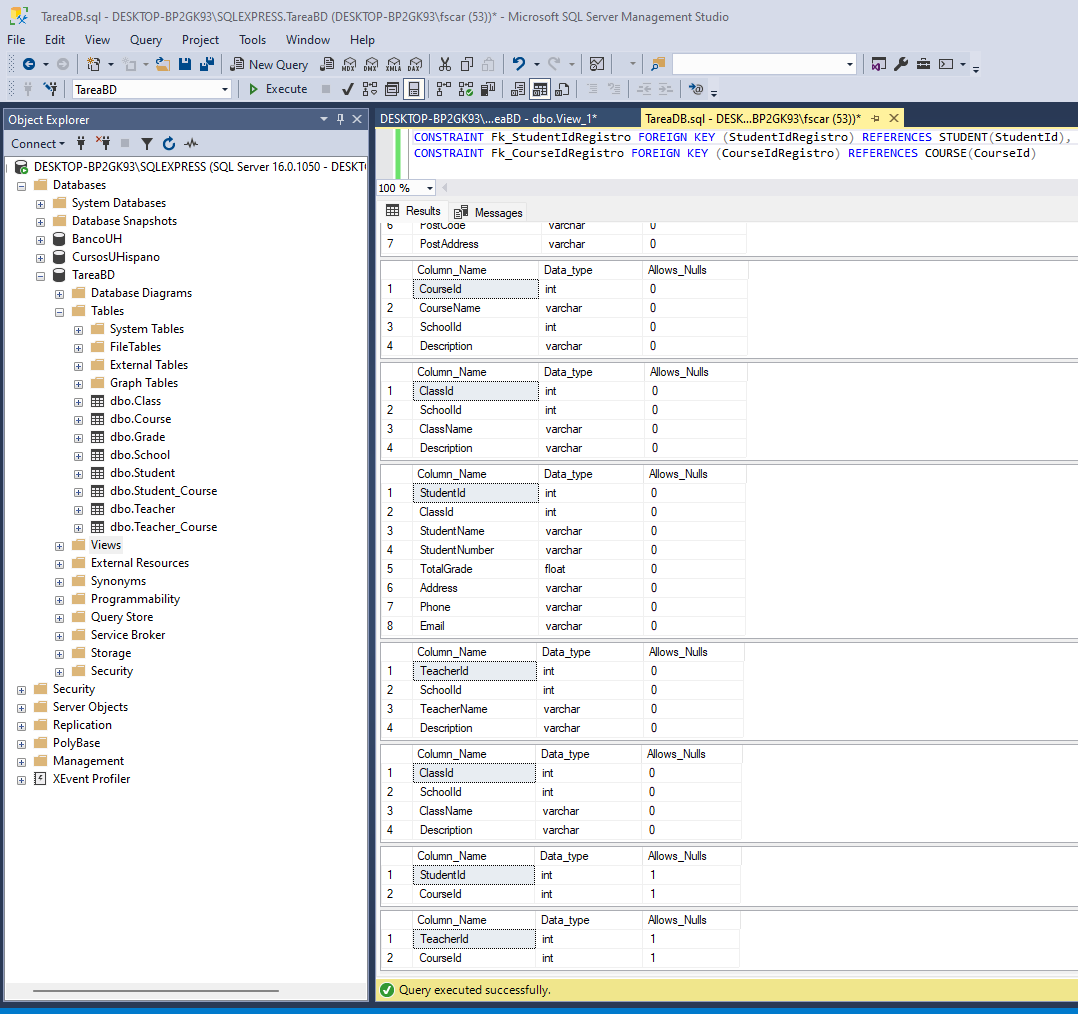 TareaDB.sql - DESKTOP-BP2GK93\SQLEXPRESS.TareaBD (DESKTOP-BP2GK93\fscar (53))* - Microsoft SQL Server Management Studio
File Edit View Query Project Tools Window Help
New Query MDX DMX XMLA DAX
TareaBD Execute
Object Explorer
Connect
DESKTOP-BP2GK93\SQLEXPRESS (SQL Server 16.0.1050 - DESKT
Databases
System Databases
Database Snapshots
BancoUH
CursosUHispano
TareaBD
Database Diagrams
Tables
System Tables
FileTables
External Tables
Graph Tables
dbo.Class
dbo.Course
dbo.Grade
dbo.School
dbo.Student
dbo.Student_Course
dbo.Teacher
dbo.Teacher_Course
Views
External Resources
Synonyms
Programmability
Query Store
Service Broker
Storage
Security
Security
Server Objects
Replication
PolyBase
Management
XEvent Profiler
DESKTOP-BP2GK93\...eaBD - dbo.View_1* TareaDB.sql - DESK...BP2GK93\fscar (53))*
CONSTRAINT Fk_StudentIdRegistro FOREIGN KEY (StudentIdRegistro) REFERENCES STUDENT(StudentId),
CONSTRAINT Fk_CourseIdRegistro FOREIGN KEY (CourseIdRegistro) REFERENCES COURSE(CourseId)
100 %
Results Messages
6 PostCode varchar 0
7 PostAddress varchar 0
Column_Name Data_type Allows_Nulls
1 CourseId int 0
2 CourseName varchar 0
3 SchoolId int 0
4 Description varchar 0
Column_Name Data_type Allows_Nulls
1 ClassId int 0
2 SchoolId int 0
3 ClassName varchar 0
4 Description varchar 0
Column_Name Data_type Allows_Nulls
1 StudentId int 0
2 ClassId int 0
3 StudentName varchar 0
4 StudentNumber varchar 0
5 TotalGrade float 0
6 Address varchar 0
7 Phone varchar 0
8 Email varchar 0
Column_Name Data_type Allows_Nulls
1 TeacherId int 0
2 SchoolId int 0
3 TeacherName varchar 0
4 Description varchar 0
Column_Name Data_type Allows_Nulls
1 ClassId int 0
2 SchoolId int 0
3 ClassName varchar 0
4 Description varchar 0
Column_Name Data_type Allows_Nulls
1 StudentId int 1
2 CourseId int 1
Column_Name Data_type Allows_Nulls
1 TeacherId int 1
2 CourseId int 1
Query executed successfully.